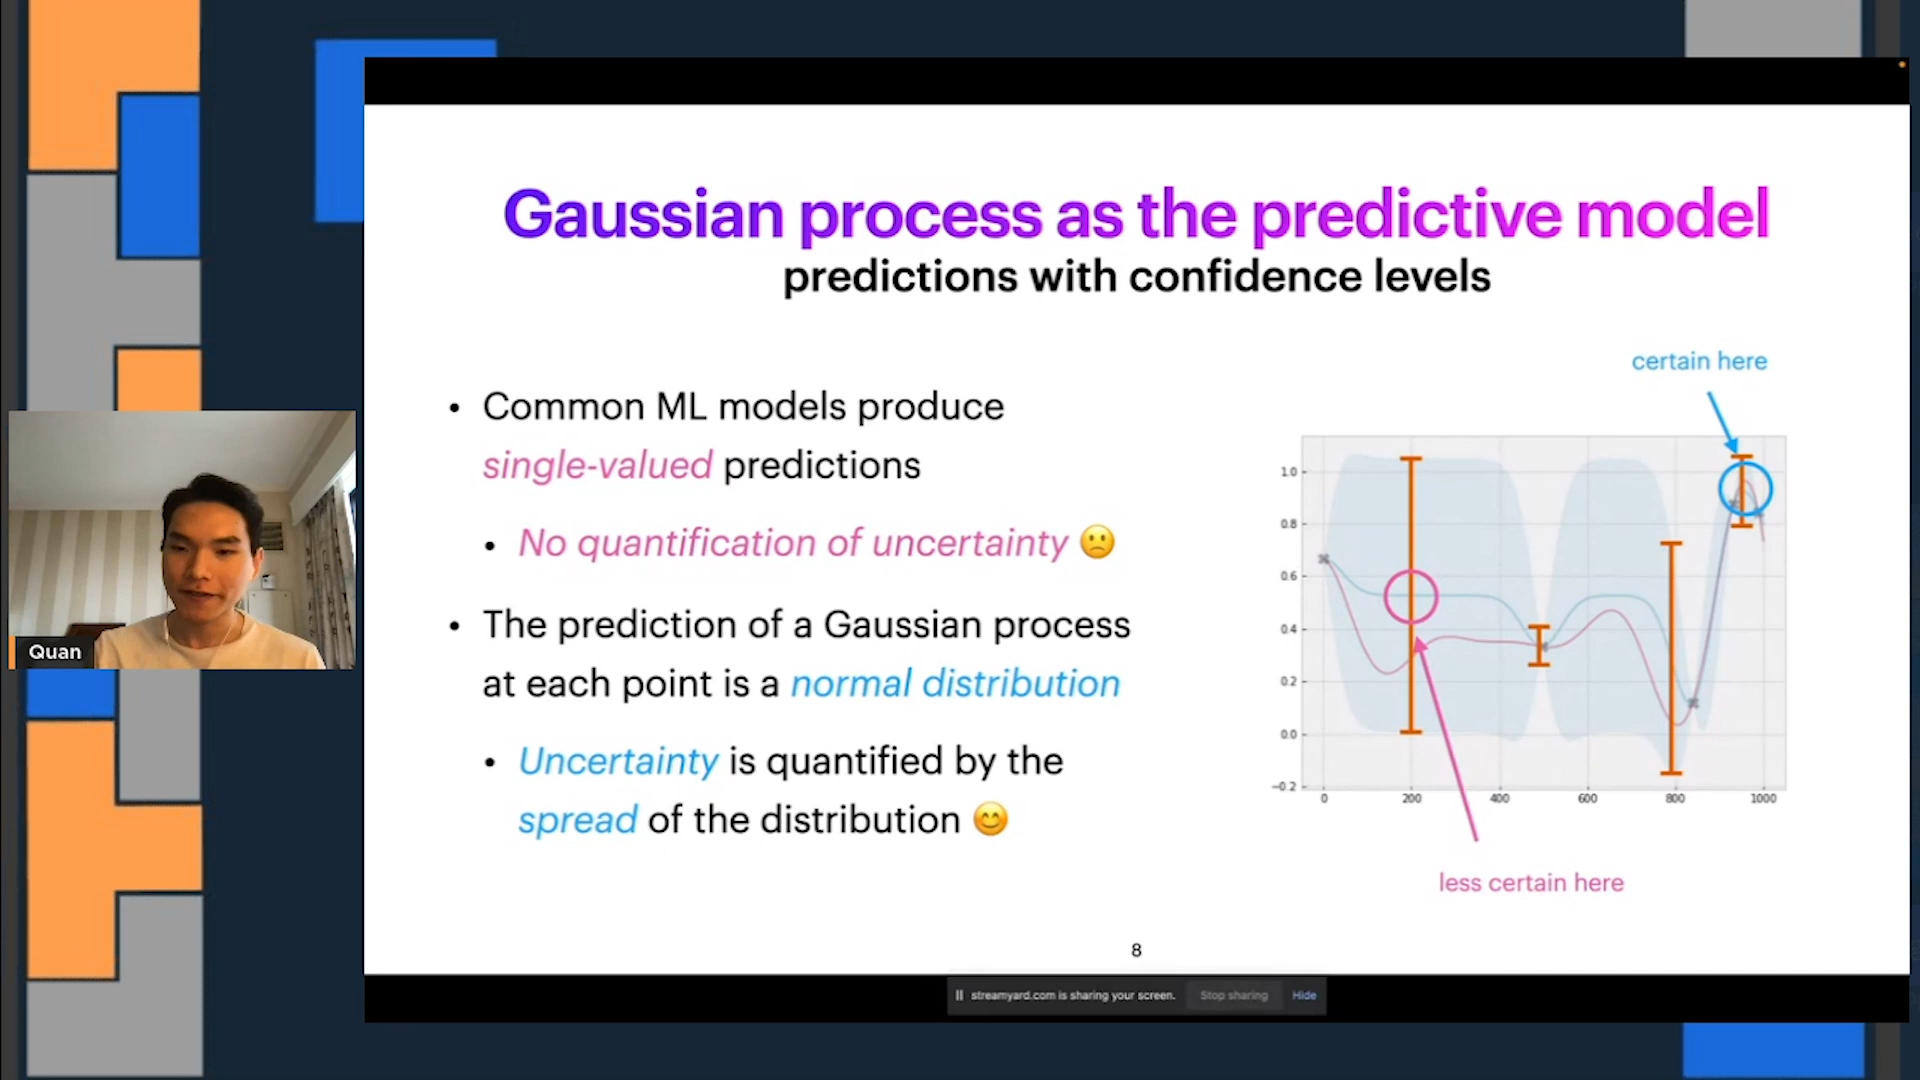 Gaussian process as the predictive model
predictions with confidence levels
• Common ML models produce
single-valued predictions
• No quantification of uncertainty 🙁
• The prediction of a Gaussian process
at each point is a normal distribution
• Uncertainty is quantified by the
spread of the distribution 😊
certain here
1.0
0.8
0.6
0.4
0.2
0.0
−0.2
0 200 400 600 800 1000
less certain here
8
Quan
streamyard.com is sharing your screen. Stop sharing Hide